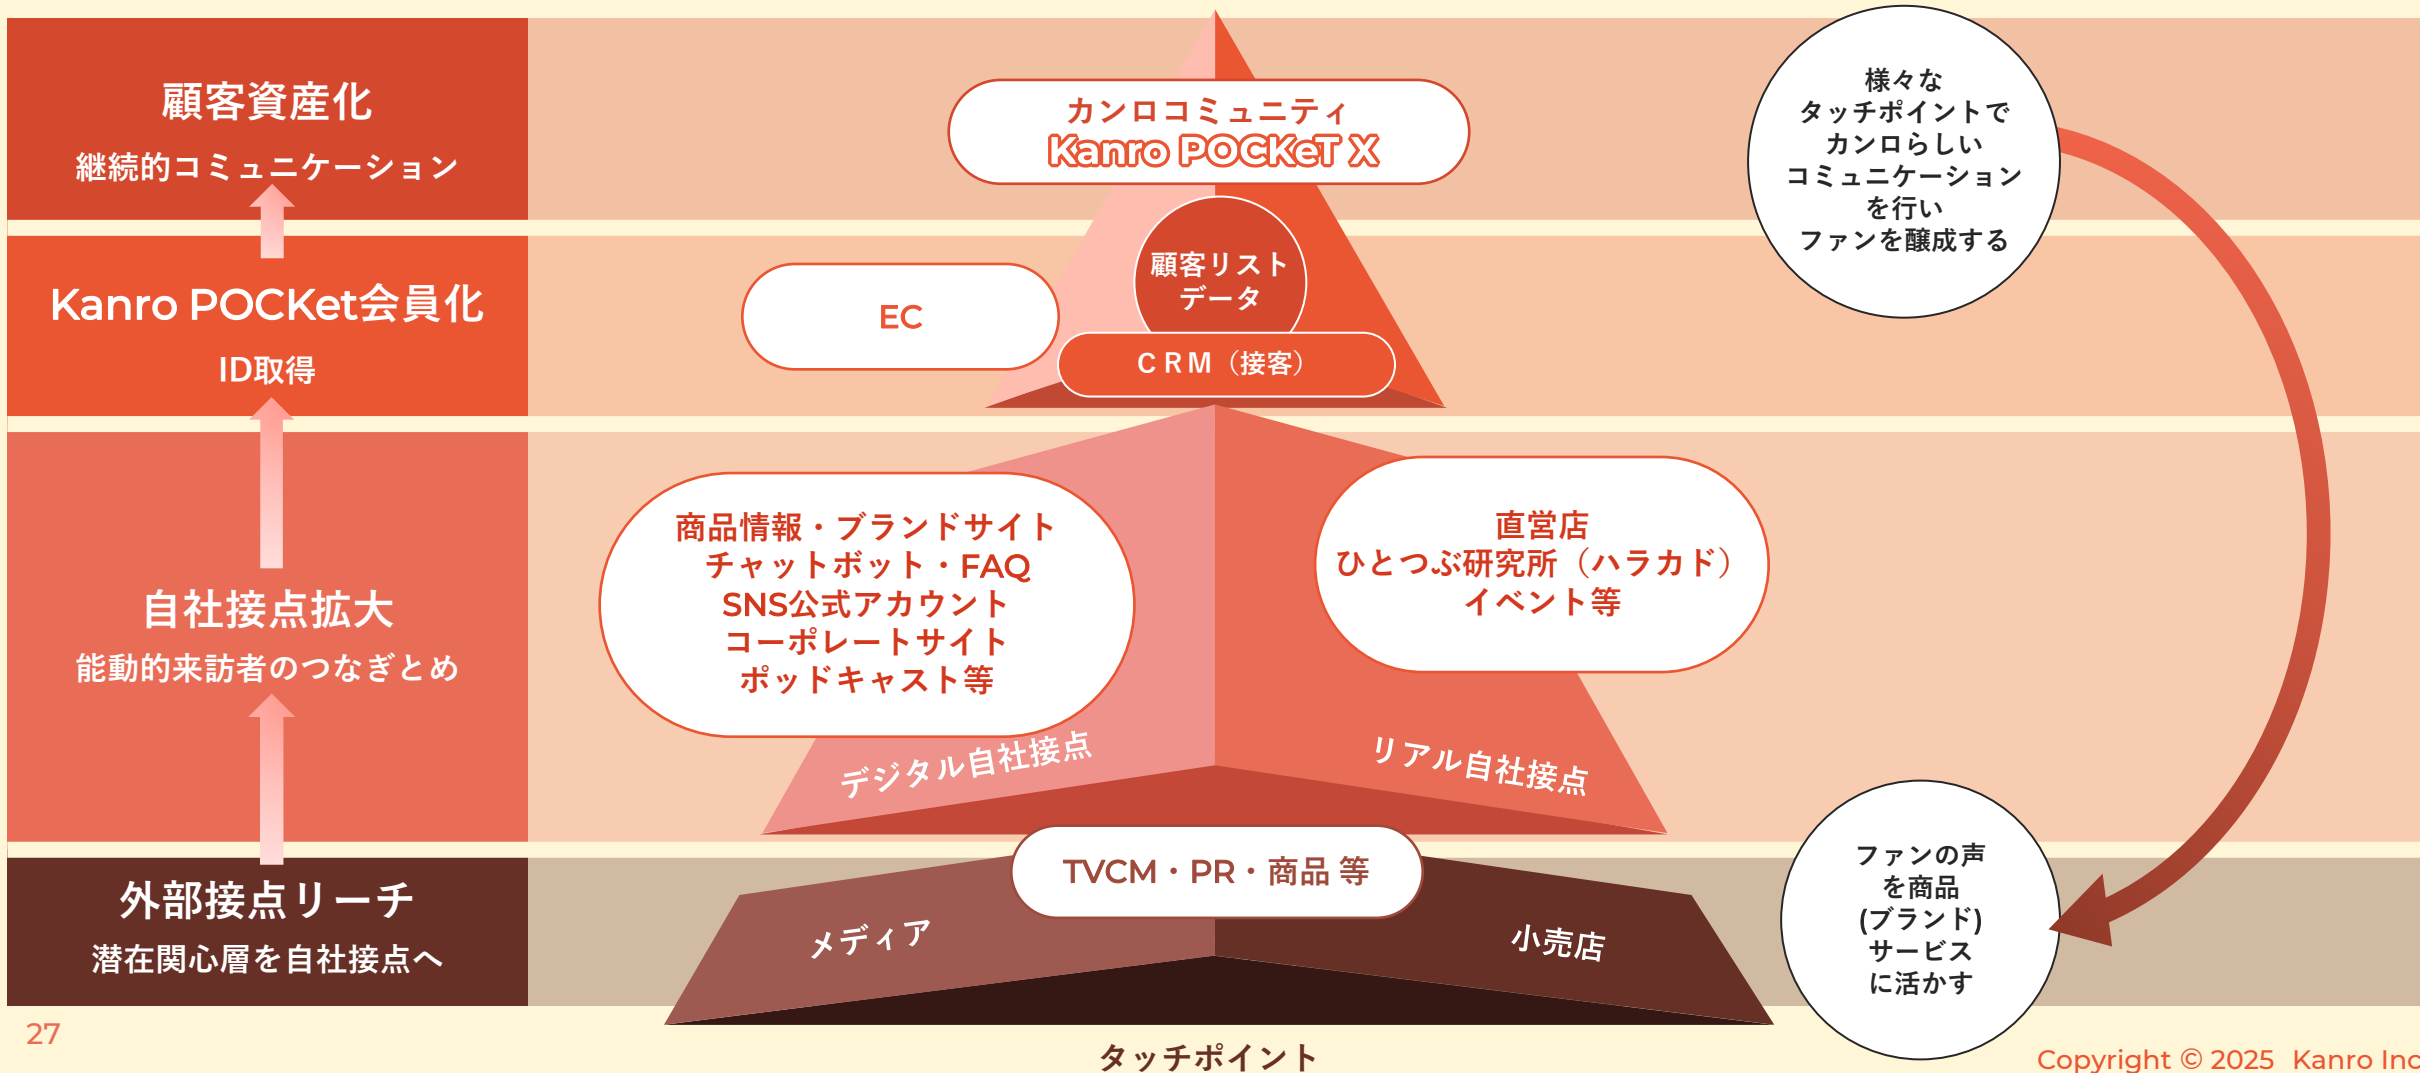 顧客資産化
継続的コミュニケーション
カンロコミュニティ
Kanro POCKeT X
様々な
タッチポイントで
カンロらしい
コミュニケーション
を行い
ファンを醸成する
Kanro POCKet会員化
ID取得
EC
顧客リスト
データ
CRM（接客）
自社接点拡大
能動的来訪者のつなぎとめ
商品情報・ブランドサイト
チャットボット・FAQ
SNS公式アカウント
コーポレートサイト
ポッドキャスト等
デジタル自社接点
直営店
ひとつぶ研究所（ハラカド）
イベント等
リアル自社接点
外部接点リーチ
潜在関心層を自社接点へ
TVCM・PR・商品 等
メディア
小売店
ファンの声
を商品
(ブランド)
サービス
に活かす
27
タッチポイント
Copyright © 2025 Kanro Inc